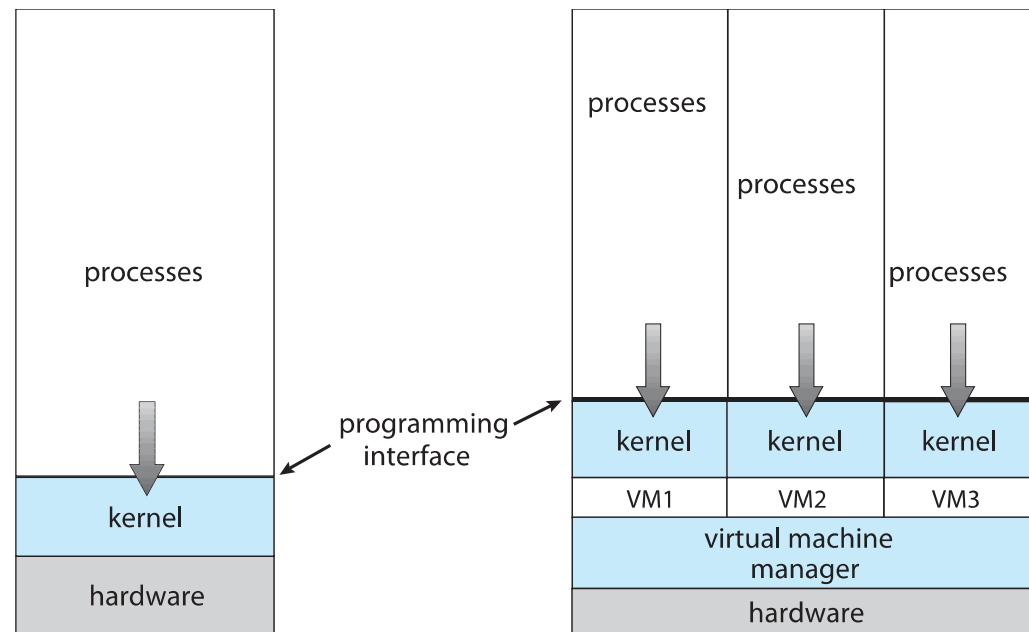 processes
kernel
hardware
programming
interface
processes
processes
processes
kernel
kernel
kernel
VM1
VM2
VM3
virtual machine
manager
hardware